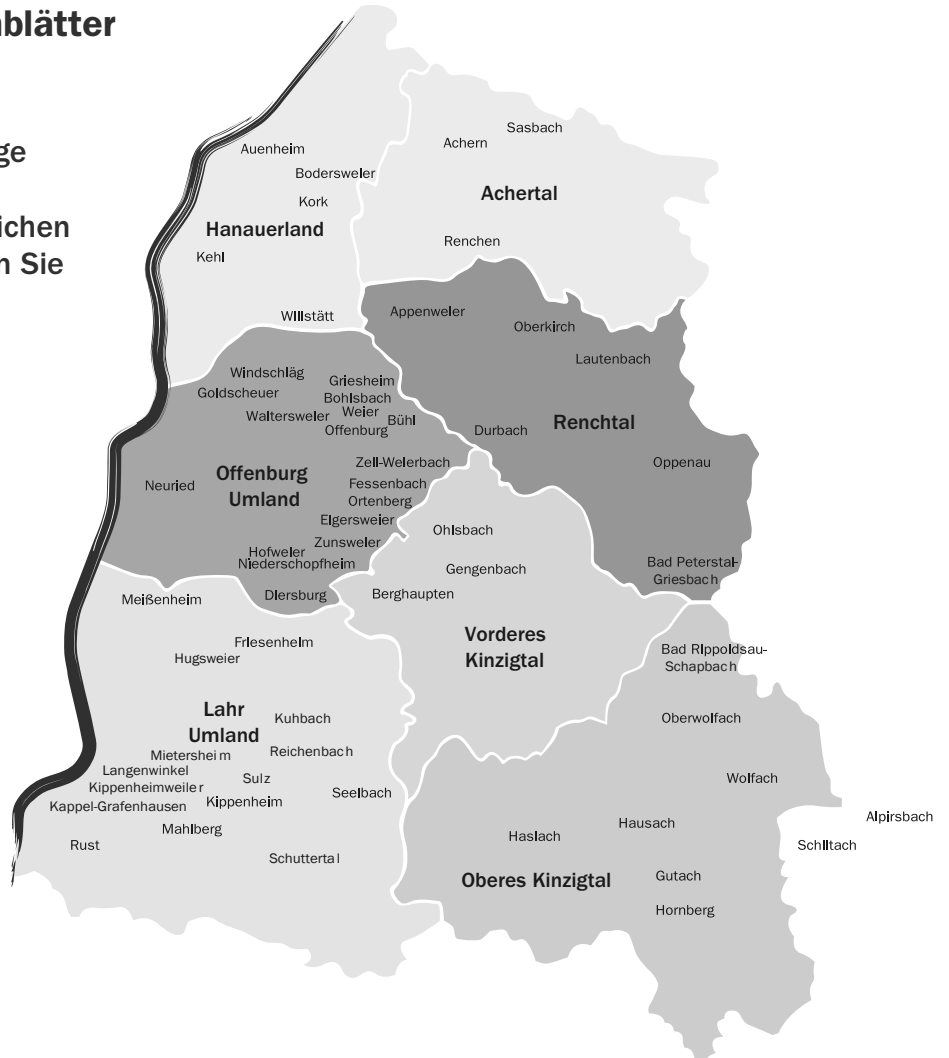 blätter
ge
ichen
n Sie
Sasbach
Achern
Auenheim
Bodersweier
Achertal
Kork
Hanauerland
Renchen
Kehl
Willstätt
Appenweier
Oberkirch
Lautenbach
Windschläg
Griesheim
Goldscheuer
Bohlsbach
Waltersweier
Weier
Bühl
Offenburg
Durbach
Renchtal
Zell-Weierbach
Oppenau
Offenburg
Umland
Neuried
Fessenbach
Ortenberg
Elgersweier
Ohlsbach
Zunsweier
Hofweier
Niederschopfheim
Gengenbach
Bad Peterstal-
Griesbach
Diersburg
Berghaupten
Meißenheim
Vorderes
Kinzigtal
Friesenheim
Hugsweier
Bad Rippoldsau-
Schapbach
Lahr
Umland
Kuhbach
Oberwolfach
Reichenbach
Mietersheim
Langenwinkel
Sulz
Wolfach
Kippenheimweiler
Seelbach
Kappel-Grafenhausen
Kippenheim
Alpirsbach
Mahlberg
Hausach
Haslach
Rust
Schiltach
Schuttertal
Oberes Kinzigtal
Gutach
Hornberg